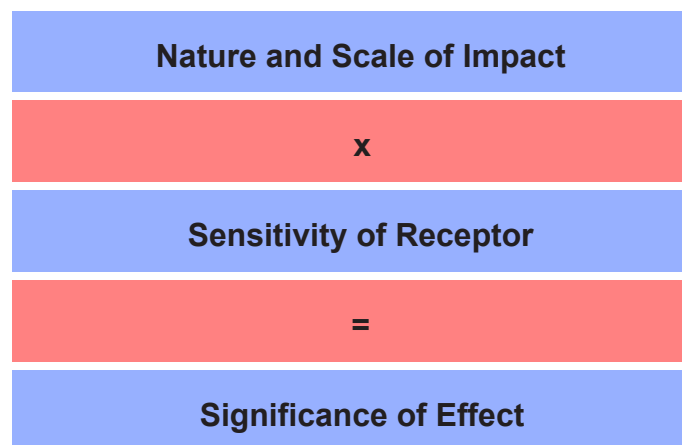 Nature and Scale of Impact
x
Sensitivity of Receptor
=
Significance of Effect